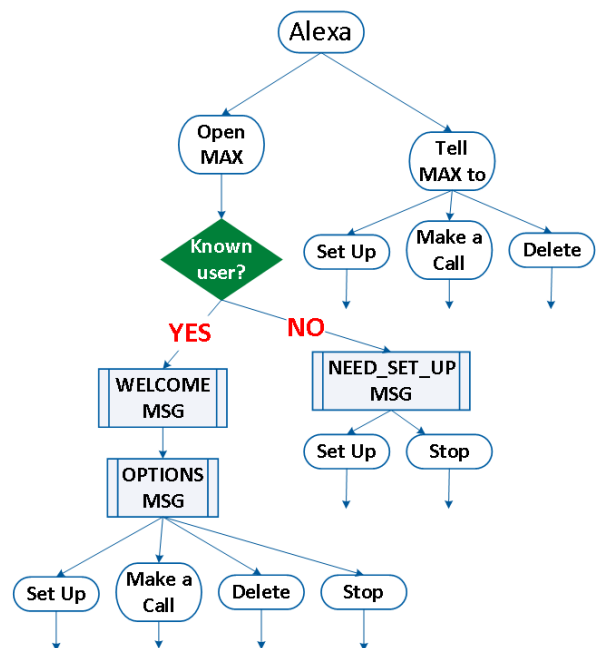 Alexa
Open
MAX
Tell
MAX to
Known
user?
Set Up
Make a
Call
Delete
YES
NO
WELCOME
MSG
NEED_SET_UP
MSG
Set Up
Stop
OPTIONS
MSG
Set Up
Make a
Call
Delete
Stop